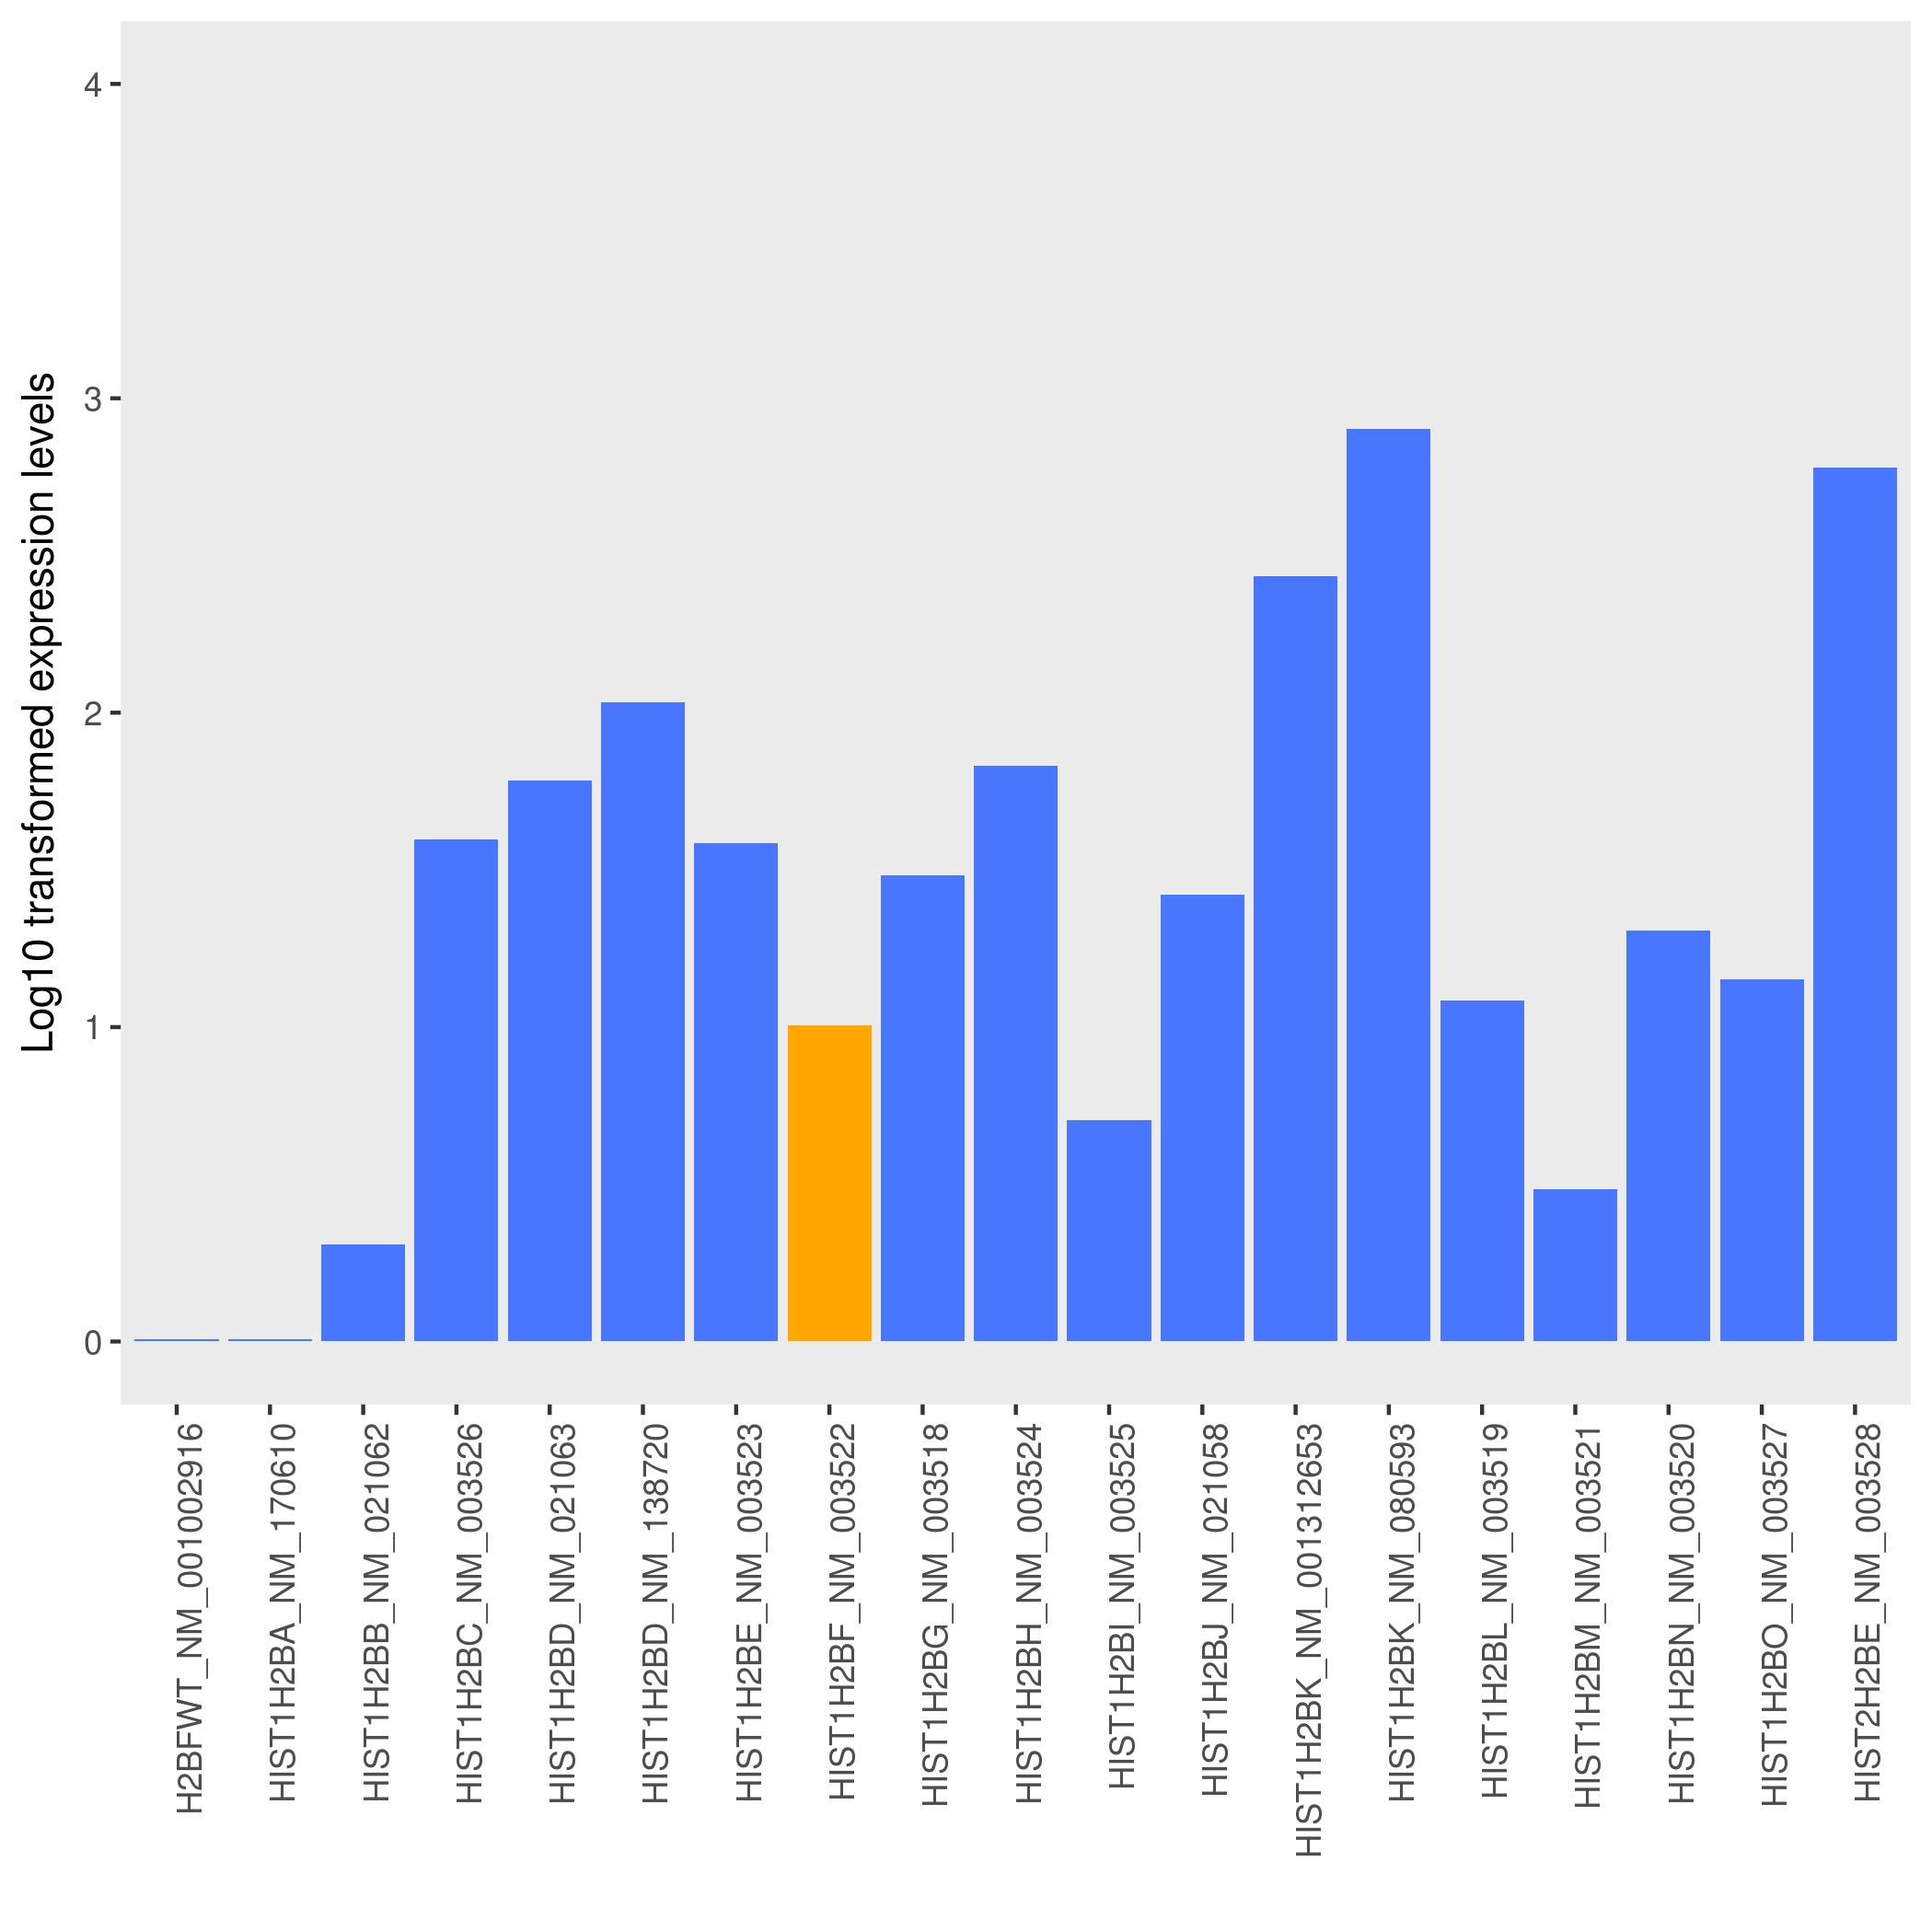 Log10 transformed expression levels
4
3
2
1
0
H2BFWT_NM_001002916
HIST1H2BA_NM_170610
HIST1H2BB_NM_021062
HIST1H2BC_NM_003526
HIST1H2BD_NM_021063
HIST1H2BD_NM_138720
HIST1H2BE_NM_003523
HIST1H2BF_NM_003522
HIST1H2BG_NM_003518
HIST1H2BH_NM_003524
HIST1H2BI_NM_003525
HIST1H2BJ_NM_021058
HIST1H2BK_NM_001312653
HIST1H2BK_NM_080593
HIST1H2BL_NM_003519
HIST1H2BM_NM_003521
HIST1H2BN_NM_003520
HIST1H2BO_NM_003527
HIST2H2BE_NM_003528